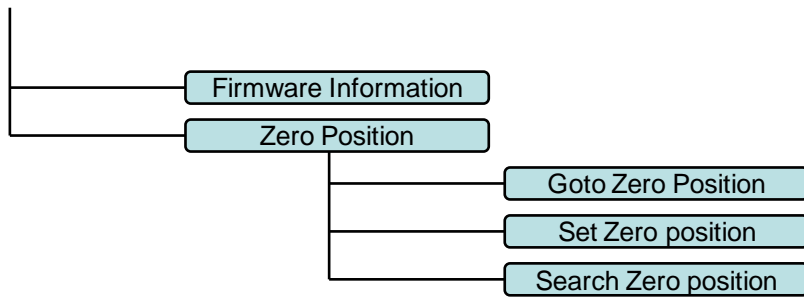 Firmware Information
Zero Position
Goto Zero Position
Set Zero position
Search Zero position